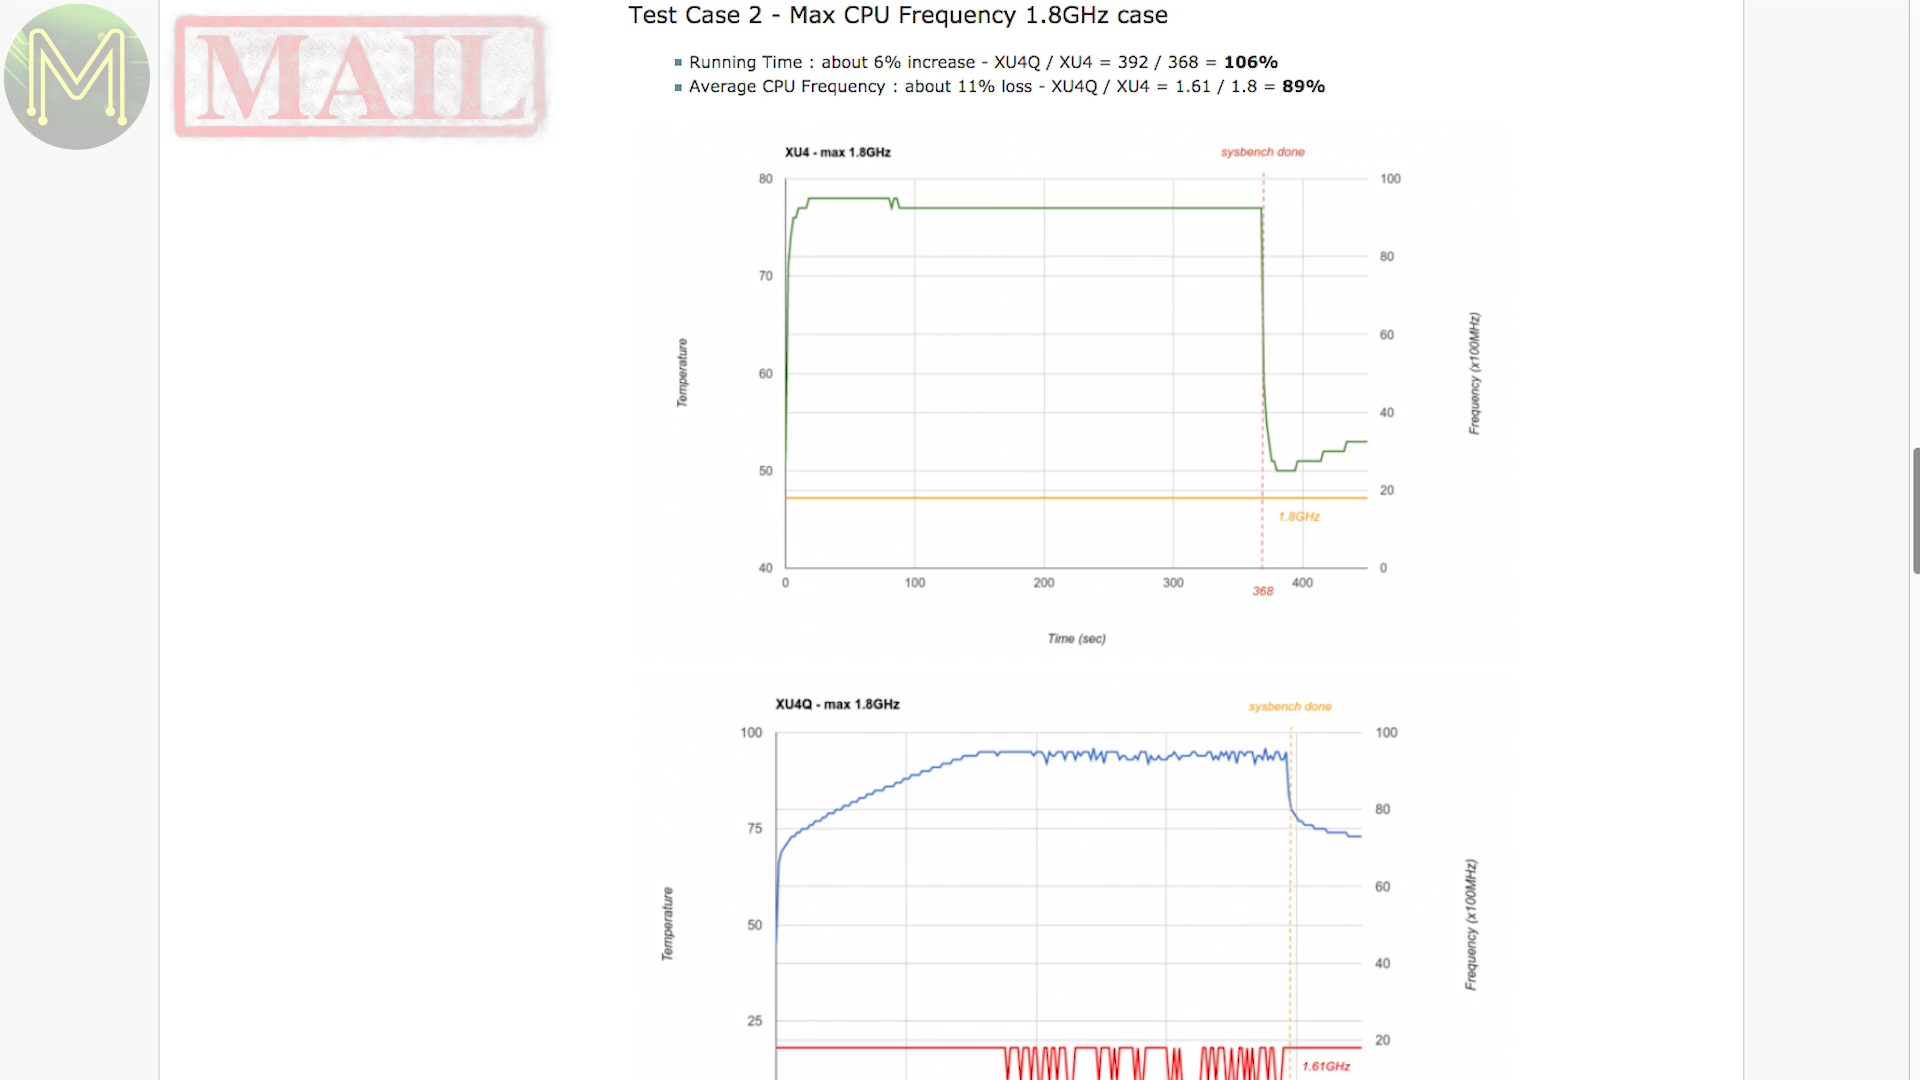 M
MAIL
Test Case 2 - Max CPU Frequency 1.8GHz case
Running Time : about 6% increase - XU4Q / XU4 = 392 / 368 = 106%
Average CPU Frequency : about 11% loss - XU4Q / XU4 = 1.61 / 1.8 = 89%
XU4 - max 1.8GHz
sysbench done
80
100
80
70
60
Temperature
Frequency (x100MHz)
60
40
50
20
1.8GHz
40
0
0
100
200
300
400
368
Time (sec)
XU4Q - max 1.8GHz
sysbench done
100
100
80
75
60
Temperature
Frequency (x100MHz)
50
40
25
20
1.61GHz